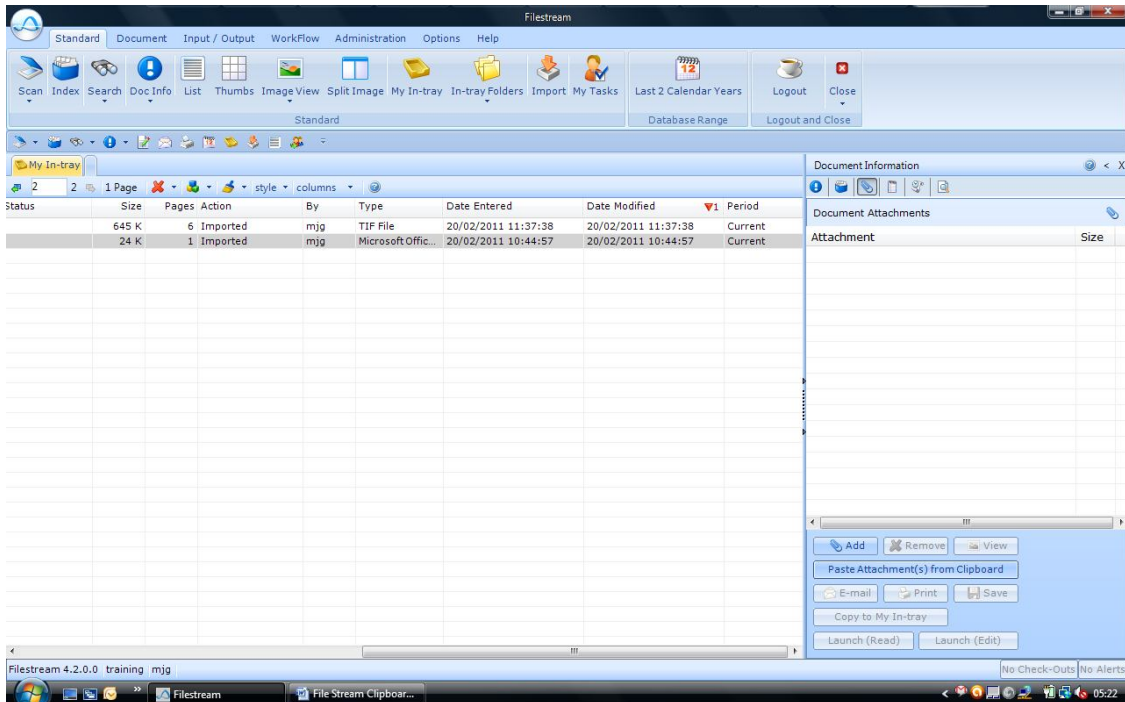 Filestream
Standard Document Input / Output WorkFlow Administration Options Help
12
Scan Index Search Doc Info List Thumbs Image View Split Image My In-tray In-tray Folders Import My Tasks Last 2 Calendar Years Logout Close
Standard Database Range Logout and Close
My In-tray Document Information < X
2 2 1 Page style columns
Document Attachments
Status Size Pages Action By Type Date Entered Date Modified 1 Period
Attachment Size
645 K 6 Imported mjg TIF File 20/02/2011 11:37:38 20/02/2011 11:37:38 Current
24 K 1 Imported mjg Microsoft Offic... 20/02/2011 10:44:57 20/02/2011 10:44:57 Current
Add Remove View
Paste Attachment(s) from Clipboard
E-mail Print Save
Copy to My In-tray
Launch (Read) Launch (Edit)
Filestream 4.2.0.0 training mjg No Check-Outs No Alerts
Filestream File Stream Clipboar... 05:22